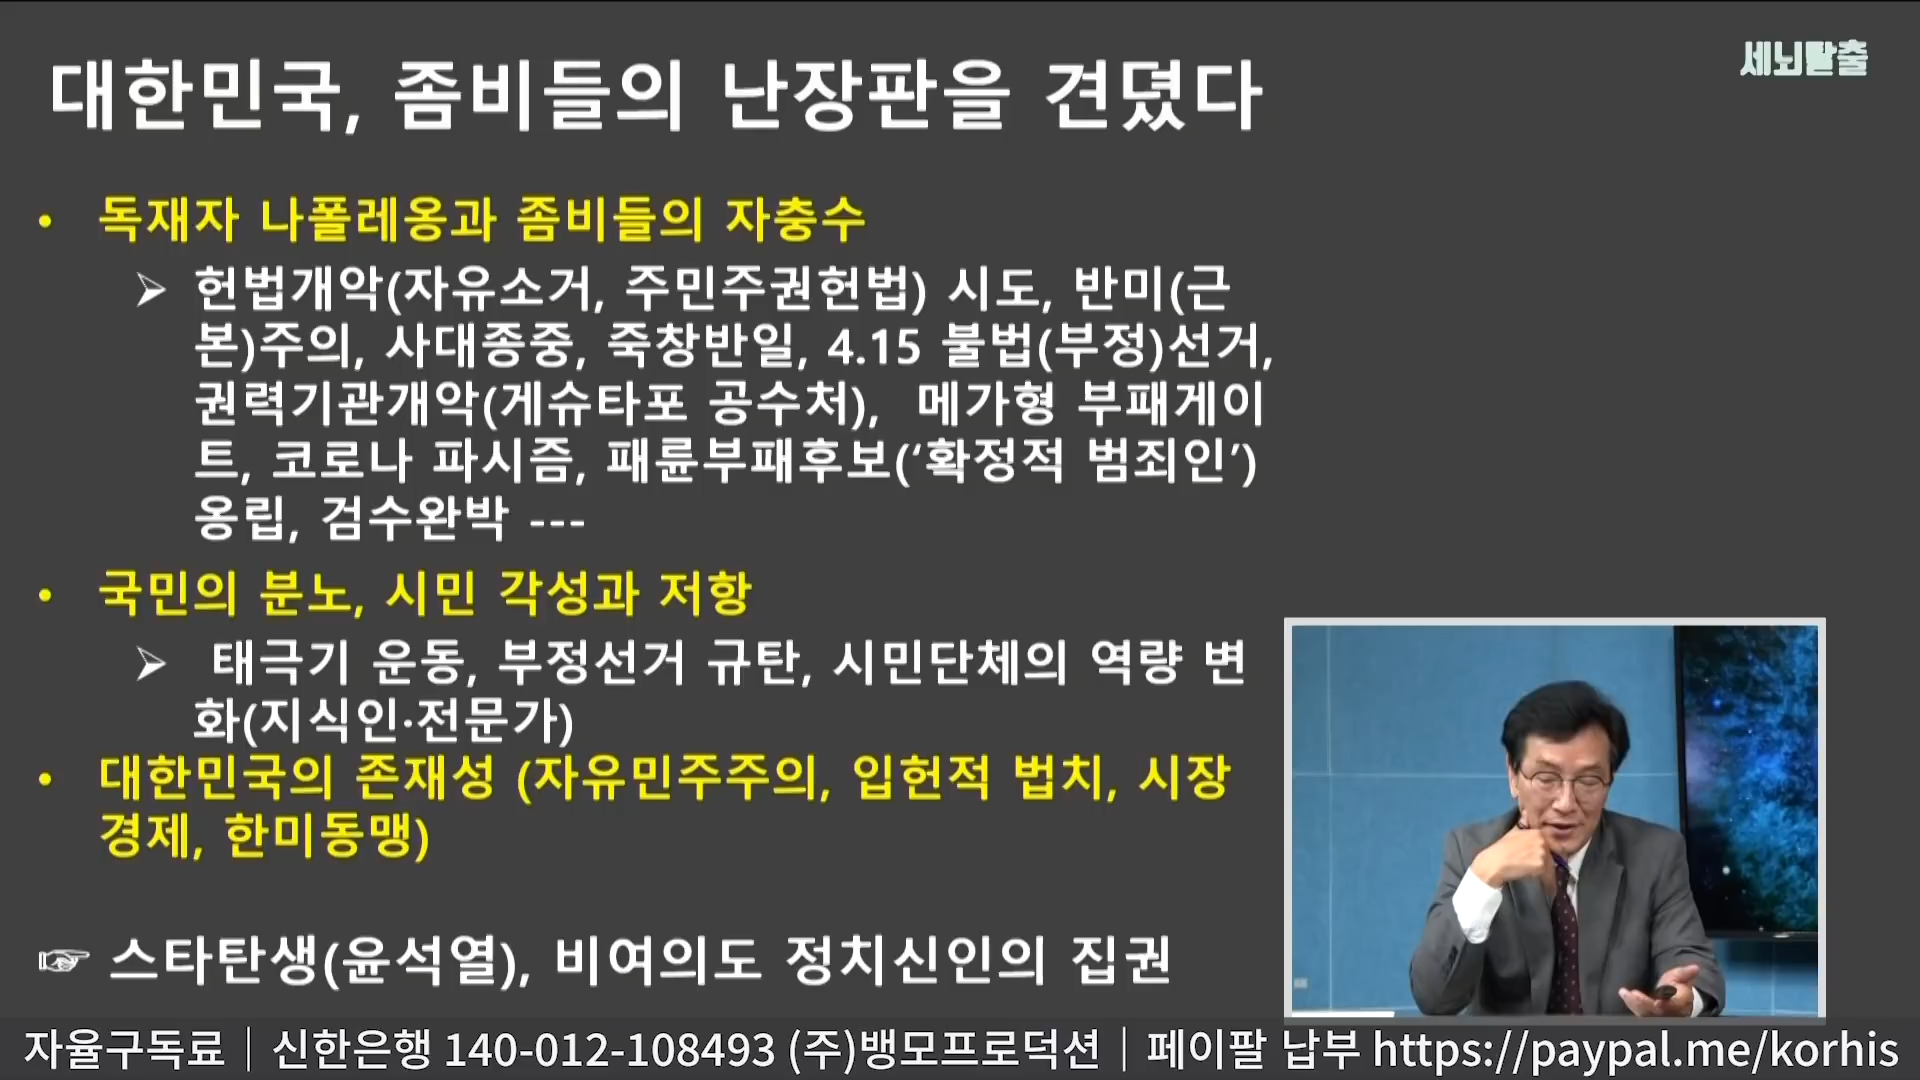 대한민국, 좀비들의 난장판을 견뎠다
세뇌탈출
• 독재자 나폴레옹과 좀비들의 자충수
➢ 헌법개악(자유소거, 주민주권헌법) 시도, 반미(근
본)주의, 사대종중, 죽창반일, 4.15 불법(부정)선거,
권력기관개악(게슈타포 공수처), 메가형 부패게이
트, 코로나 파시즘, 패륜부패후보(‘확정적 범죄인’)
옹립, 검수완박 ---
• 국민의 분노, 시민 각성과 저항
➢ 태극기 운동, 부정선거 규탄, 시민단체의 역량 변
화(지식인·전문가)
• 대한민국의 존재성 (자유민주주의, 입헌적 법치, 시장
경제, 한미동맹)
☞ 스타탄생(윤석열), 비여의도 정치신인의 집권
자율구독료│신한은행 140-012-108493 (주)뱅모프로덕션│페이팔 납부 https://paypal.me/korhis